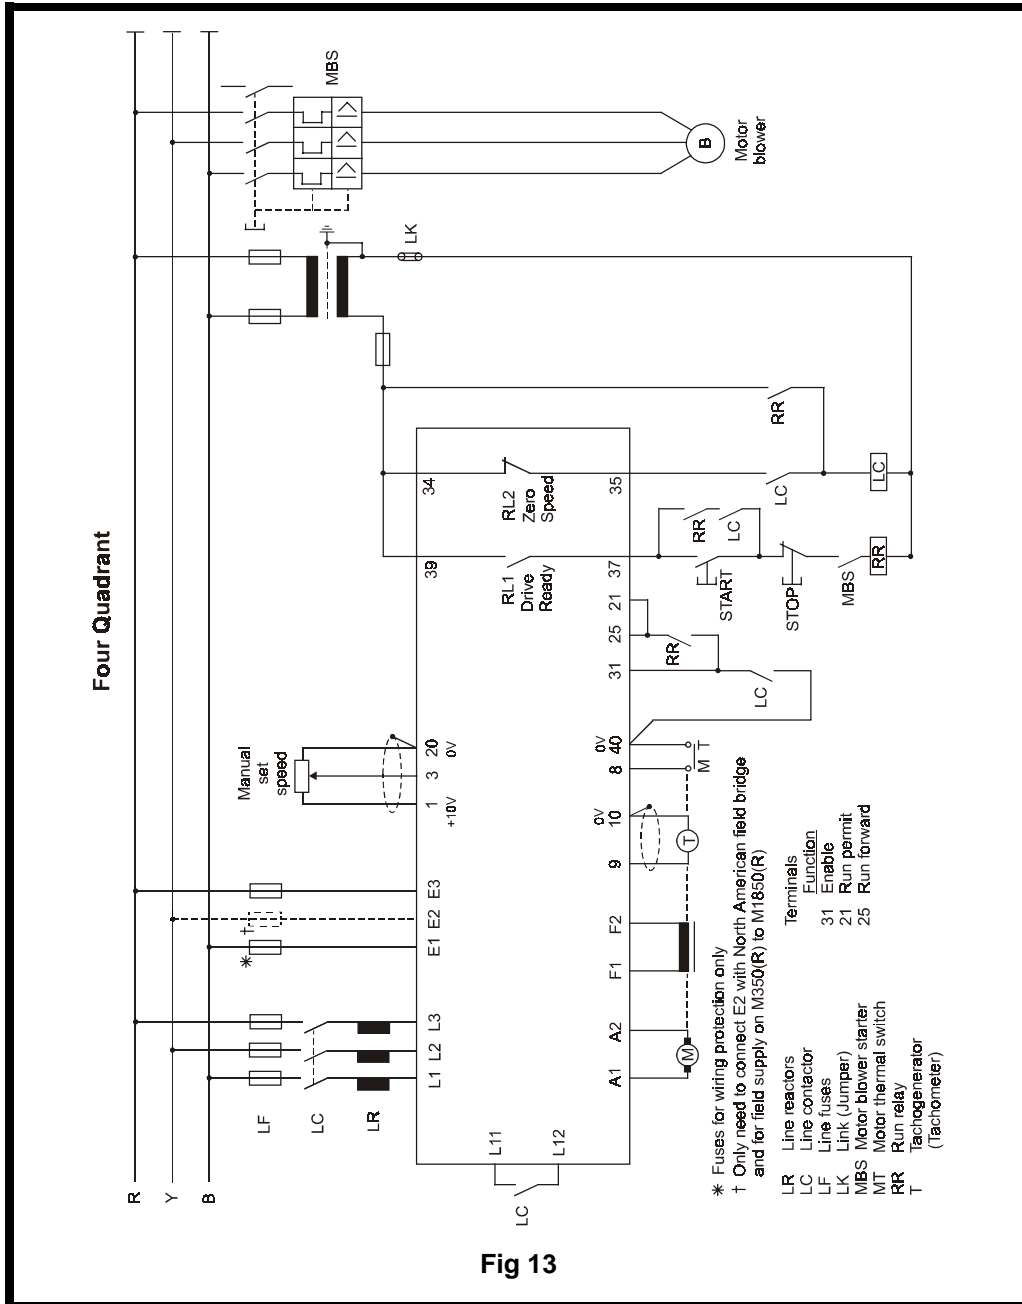 Four Quadrant
R
Y
B
LF
LC
LR
L1 L2 L3
✳
†
E1 E2 E3
Manual
set
speed
1 3 20
+10V 0V
39
34
LK
MBS
B
Motor
blower
L11
L12
LC
RL1
Drive
Ready
RL2
Zero
Speed
A1 A2 F1 F2 9 10 8 40 31 25 21 37 35
0V 0V
M
T
M T
LC
RR
START
RR
LC
STOP
MBS
RR
LC
LC
RR
✳ Fuses for wiring protection only
† Only need to connect E2 with North American field bridge
and for field supply on M350(R) to M1850(R)
LR Line reactors
LC Line contactor
LF Line fuses
LK Link (Jumper)
MBS Motor blower starter
MT Motor thermal switch
RR Run relay
T Tachogenerator
(Tachometer)
Terminals
Function
31 Enable
21 Run permit
25 Run forward
Fig 13